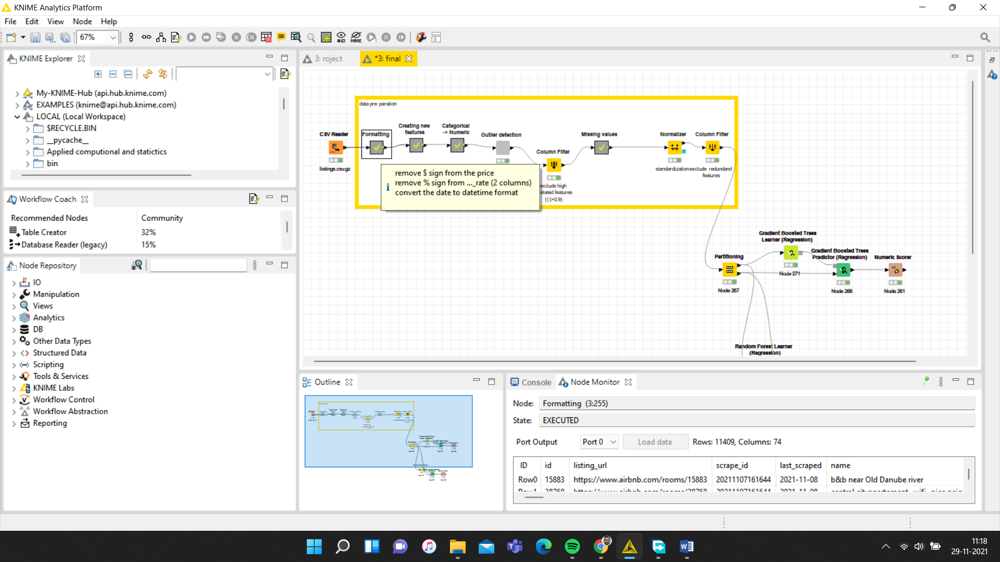 KNIME Analytics Platform
File Edit View Node Help
67%
#ID NAME
KNIME Explorer
3: roject
*3: final
My-KNIME-Hub (api.hub.knime.com)
EXAMPLES (knime@api.hub.knime.com)
LOCAL (Local Workspace)
$RECYCLE.BIN
__pycache__
Applied computional and statictics
bin
Workflow Coach
Recommended Nodes Community
Table Creator 32%
Database Reader (legacy) 15%
Node Repository
IO
Manipulation
Views
Analytics
DB
Other Data Types
Structured Data
Scripting
Tools & Services
KNIME Labs
Workflow Control
Workflow Abstraction
Reporting
data pre paration
CSV Reader
listings.csv.gz
Formatting
Creating new
features
Categorical
-> Numeric
Outlier detection
Column Filter
exclude high
elated features
(| |>0.9)
Missing values
Normalizer
standardization
Column Filter
exclude redundand
features
remove $ sign from the price
remove % sign from ..._rate (2 columns)
convert the date to datetime format
Partitioning
Node 267
Gradient Boosted Trees
Learner (Regression)
Node 271
Gradient Boosted Trees
Predictor (Regression)
Node 266
Numeric Scorer
Node 261
Random Forest Learner
(Regression)
Outline
Console
Node Monitor
Node: Formatting (3:255)
State: EXECUTED
Port Output Port 0 Load data Rows: 11409, Columns: 74
ID id listing_url scrape_id last_scraped name
Row0 15883 https://www.airbnb.com/rooms/15883 20211107161644 2021-11-08 b&b near Old Danube river
11:18
29-11-2021